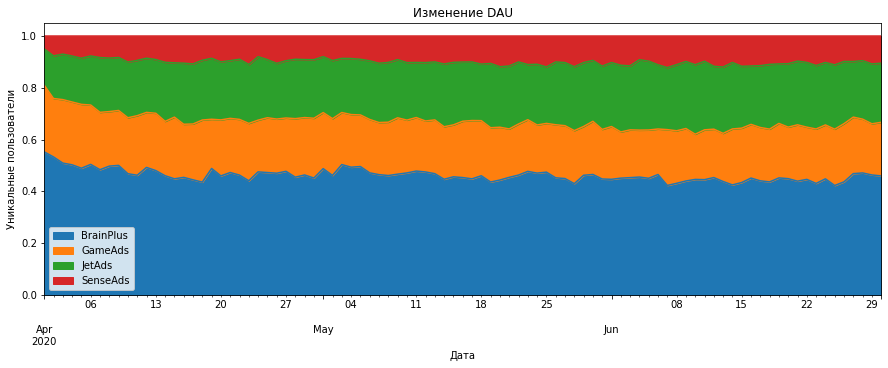 Изменение DAU
Уникальные пользователи
1.0
0.8
0.6
0.4
0.2
0.0
BrainPlus
GameAds
JetAds
SenseAds
06 13 20 27 04 11 18 25 08 15 22 29
Apr May Jun
2020
Дата